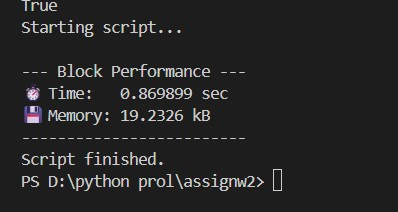 True
Starting script...
--- Block Performance ---
⏰ Time:   0.869899 sec
💾 Memory: 19.2326 kB
-------------------------
Script finished.
PS D:\python prol\assignw2>